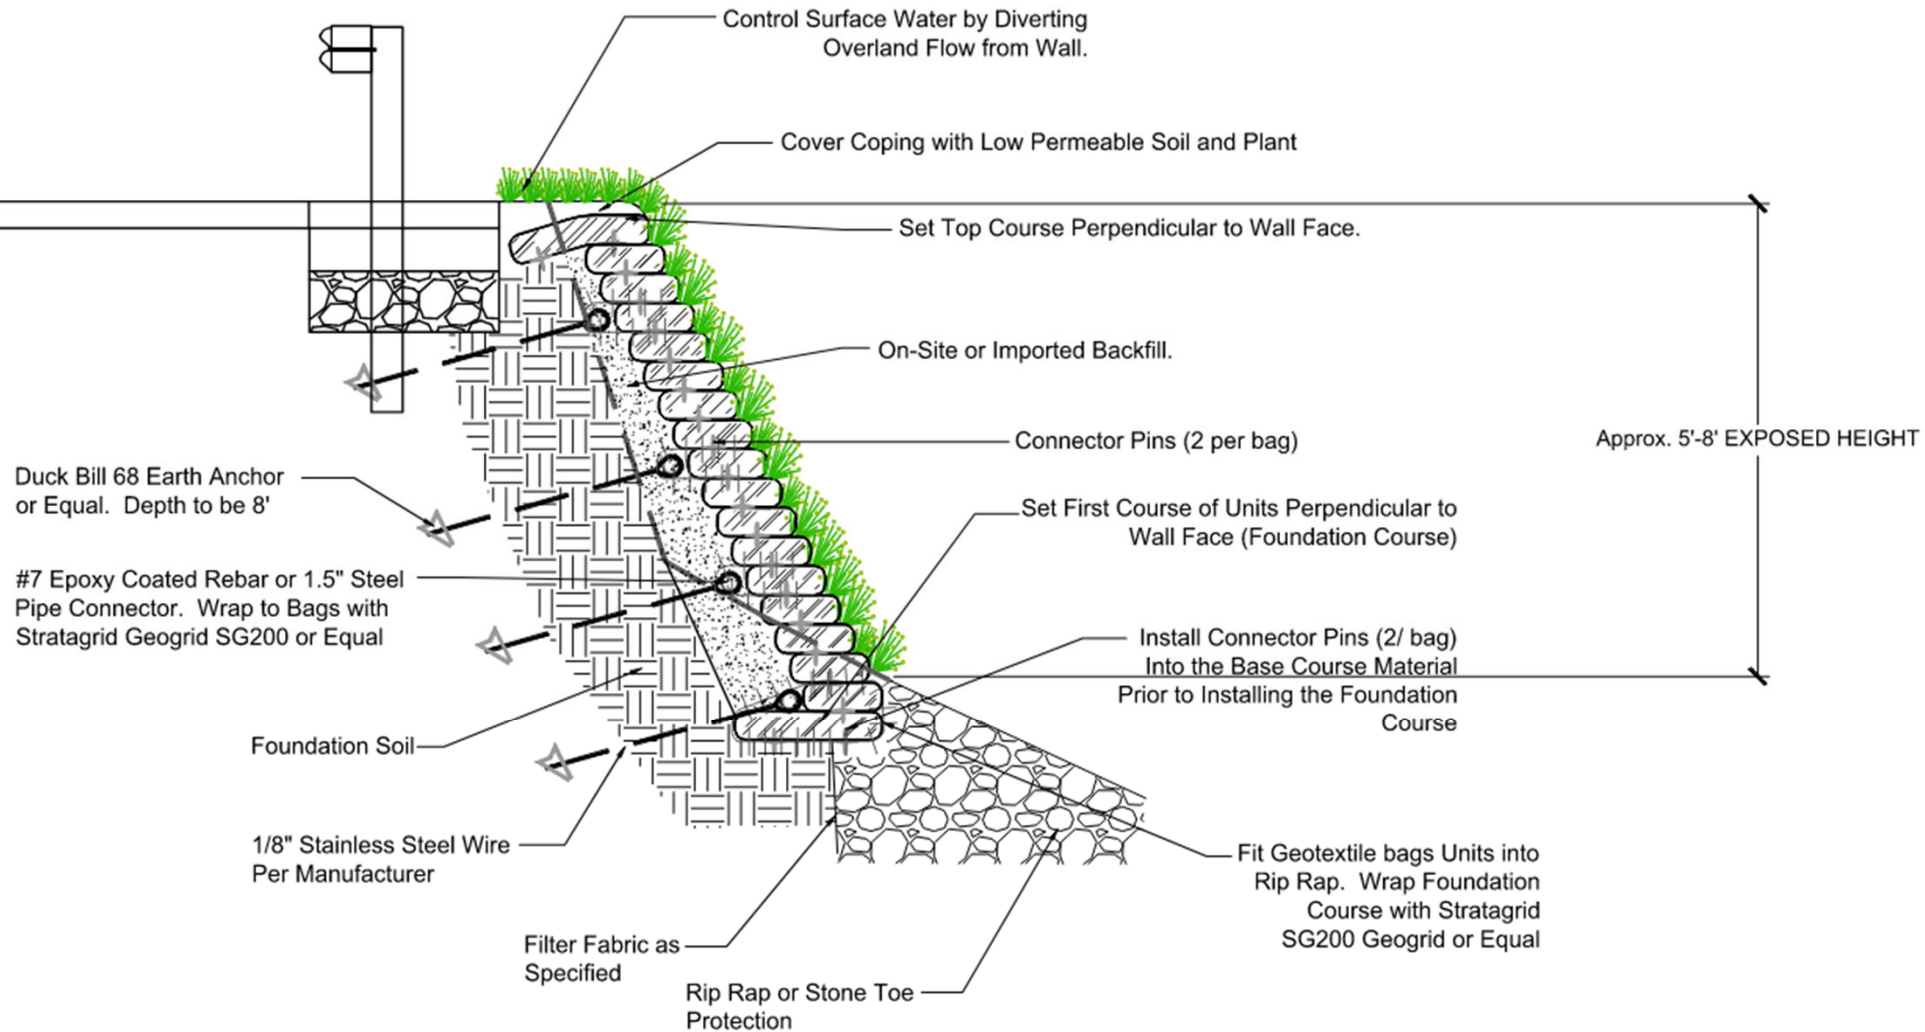 Control Surface Water by Diverting
Overland Flow from Wall.
Cover Coping with Low Permeable Soil and Plant
Set Top Course Perpendicular to Wall Face.
On-Site or Imported Backfill.
Connector Pins (2 per bag)
Approx. 5'-8' EXPOSED HEIGHT
Duck Bill 68 Earth Anchor
or Equal. Depth to be 8'
Set First Course of Units Perpendicular to
Wall Face (Foundation Course)
#7 Epoxy Coated Rebar or 1.5" Steel
Pipe Connector. Wrap to Bags with
Stratagrid Geogrid SG200 or Equal
Install Connector Pins (2/ bag)
Into the Base Course Material
Prior to Installing the Foundation
Course
Foundation Soil
1/8" Stainless Steel Wire
Per Manufacturer
Fit Geotextile bags Units into
Rip Rap. Wrap Foundation
Course with Stratagrid
SG200 Geogrid or Equal
Filter Fabric as
Specified
Rip Rap or Stone Toe
Protection